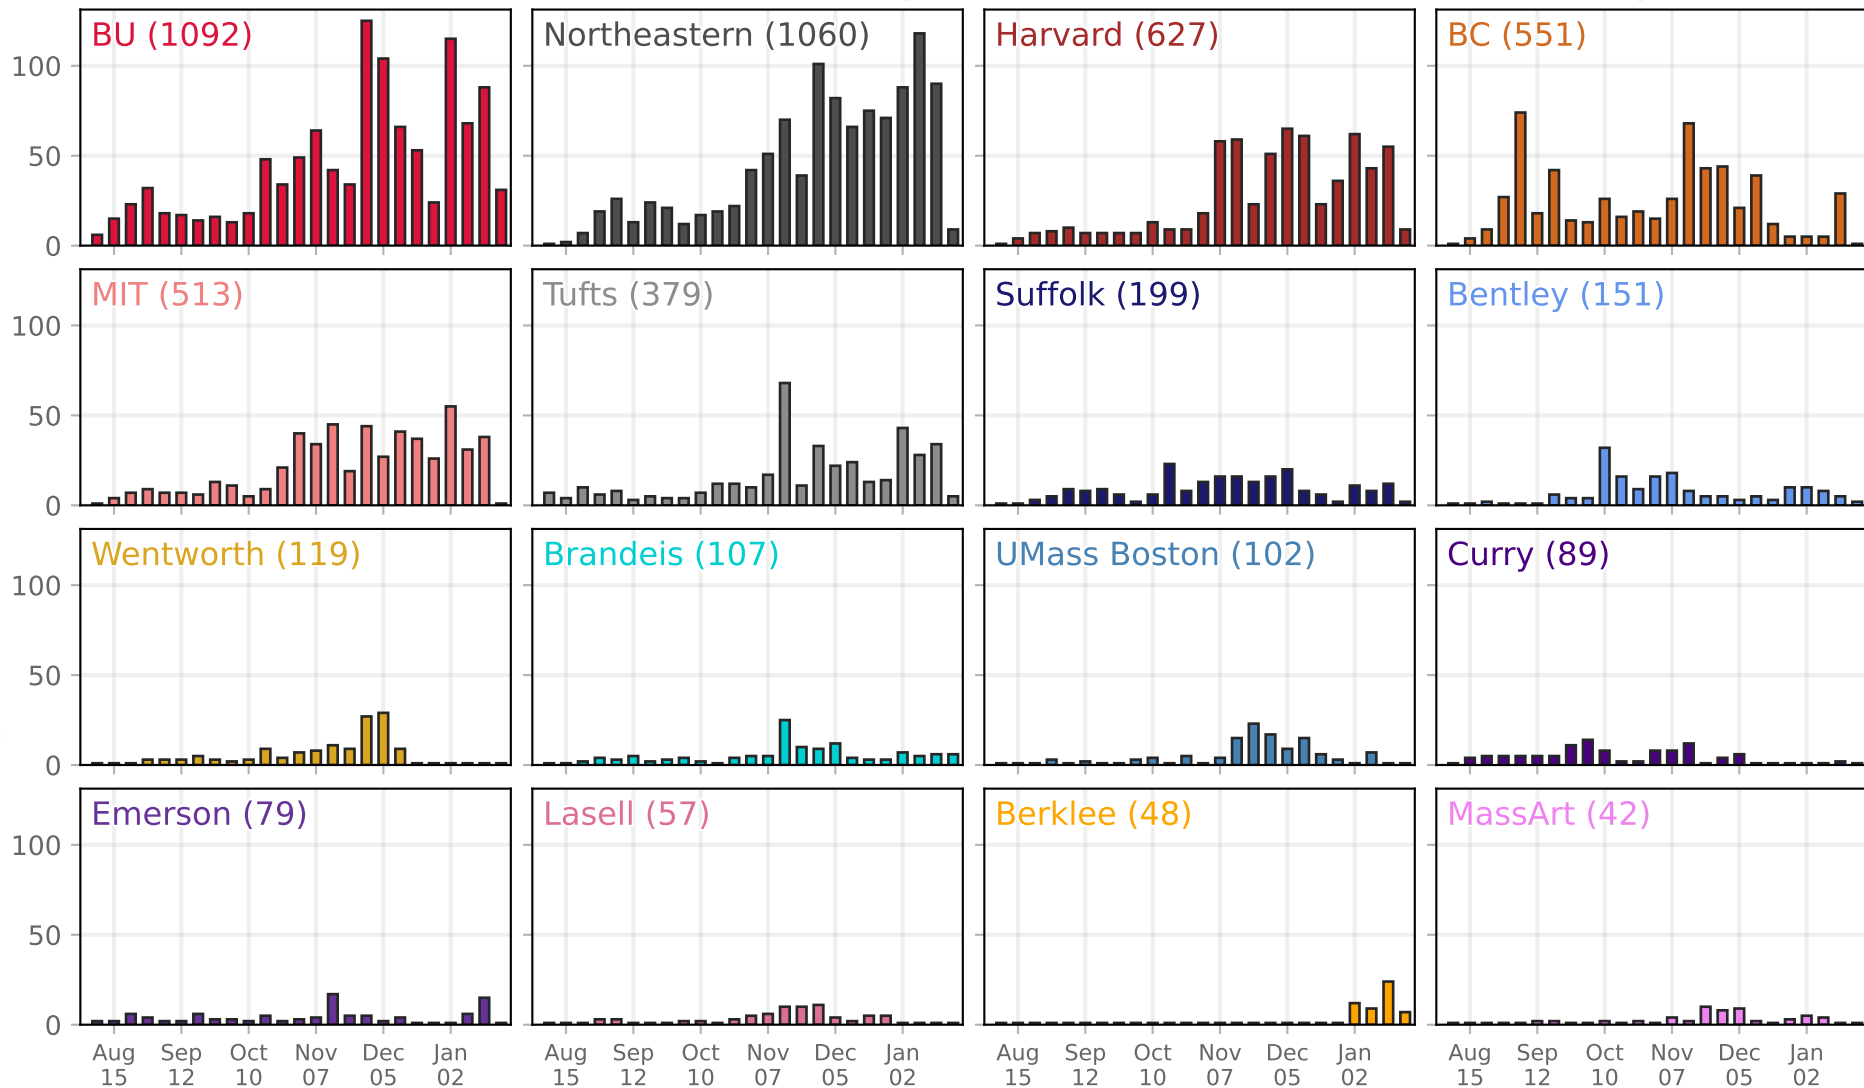 BU (1092)
Northeastern (1060)
Harvard (627)
BC (551)
100
50
0
MIT (513)
Tufts (379)
Suffolk (199)
Bentley (151)
100
50
0
Wentworth (119)
Brandeis (107)
UMass Boston (102)
Curry (89)
100
50
0
Emerson (79)
Lasell (57)
Berklee (48)
MassArt (42)
100
50
0
Aug Sep Oct Nov Dec Jan
15 12 10 07 05 02
Aug Sep Oct Nov Dec Jan
15 12 10 07 05 02
Aug Sep Oct Nov Dec Jan
15 12 10 07 05 02
Aug Sep Oct Nov Dec Jan
15 12 10 07 05 02